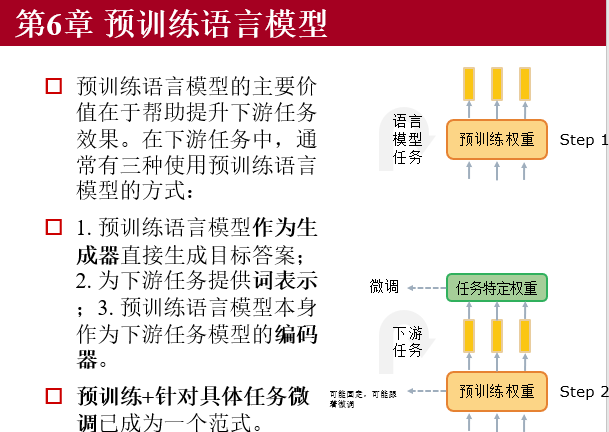 第6章 预训练语言模型
预训练语言模型的主要价
值在于帮助提升下游任务
效果。在下游任务中，通
常有三种使用预训练语言
模型的方式：
1. 预训练语言模型作为生
成器直接生成目标答案；
2. 为下游任务提供词表示
；3. 预训练语言模型本身
作为下游任务模型的编码
器。
预训练+针对具体任务微
调已成为一个范式。
语言
模型
任务
预训练权重
Step 1
微调
任务特定权重
下游
任务
可能固定，可能跟
着微调
预训练权重
Step 2